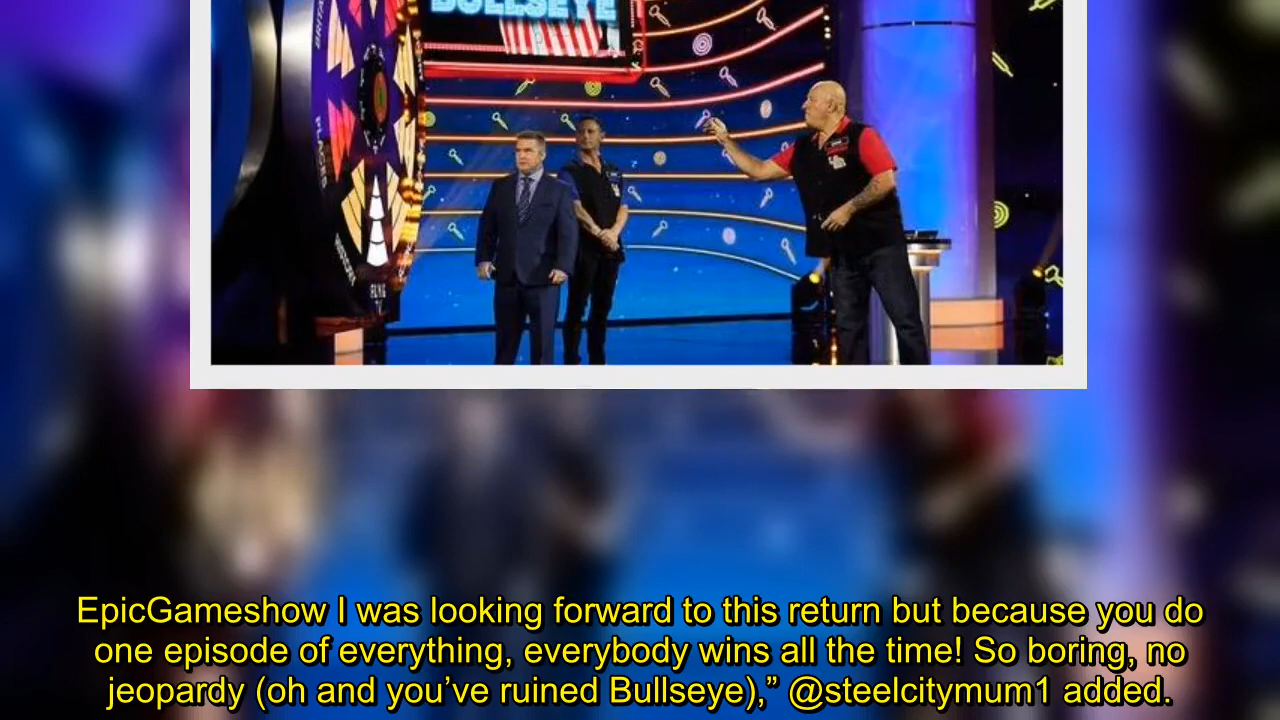 BULLSEYE
EpicGameshow I was looking forward to this return but because you do
one episode of everything, everybody wins all the time! So boring, no
jeopardy (oh and you’ve ruined Bullseye),” @steelcitymum1 added.